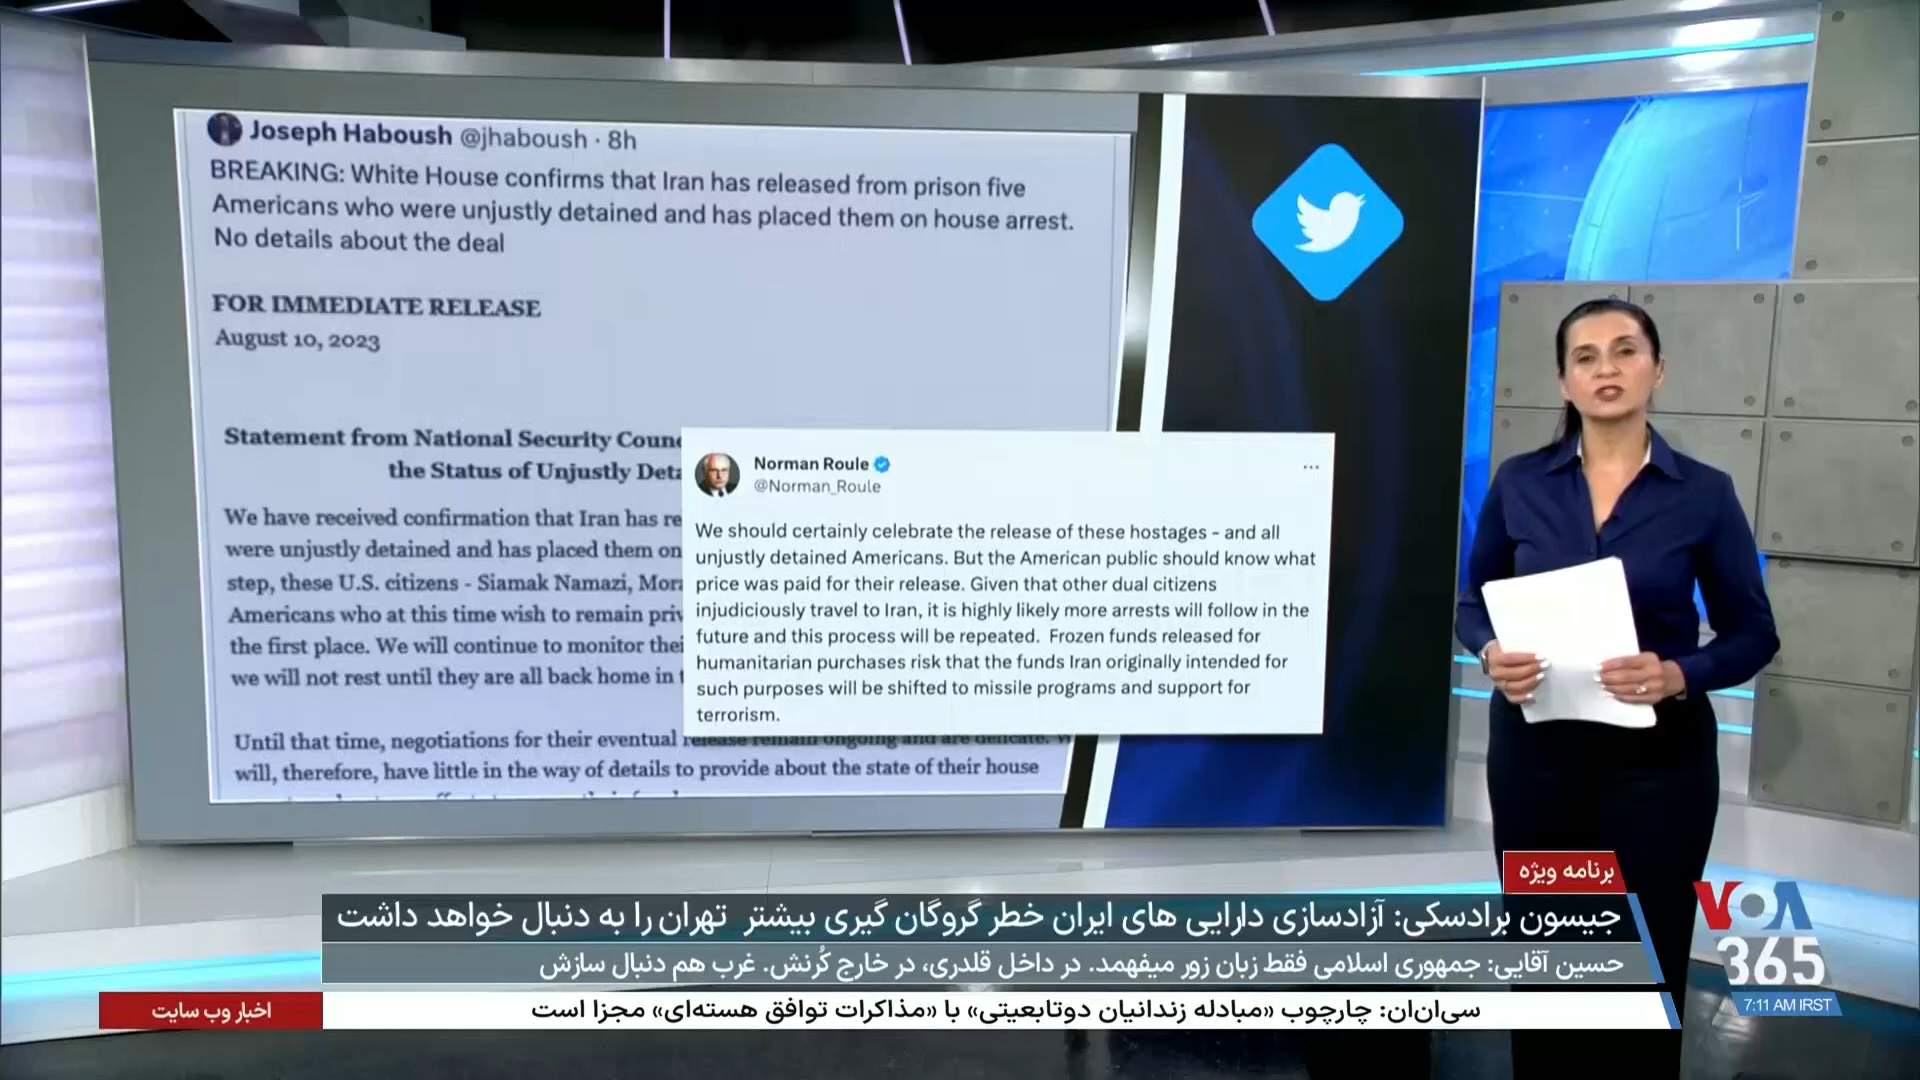 Joseph Haboush @jhaboush · 8h
BREAKING: White House confirms that Iran has released from prison five
Americans who were unjustly detained and has placed them on house arrest.
No details about the deal
FOR IMMEDIATE RELEASE
August 10, 2023
Statement from National Security
the Status of Unjustly
We have received confirmation that Iran has
were unjustly detained and has placed them on
step, these U.S. citizens - Siamak Namazi,
Americans who at this time wish to remain
the first place. We will continue to monitor
we will not rest until they are all back home in
Until that time, negotiations for their eventual release remain ongoing and are delicate.
will, therefore, have little in the way of details to provide about the state of their house
Norman Roule
@Norman_Roule
We should certainly celebrate the release of these hostages - and all
unjustly detained Americans. But the American public should know what
price was paid for their release. Given that other dual citizens
injudiciously travel to Iran, it is highly likely more arrests will follow in the
future and this process will be repeated. Frozen funds released for
humanitarian purchases risk that the funds Iran originally intended for
such purposes will be shifted to missile programs and support for
terrorism.
برنامه ویژه
جیسون برادسکی: آزادسازی دارایی های ایران خطر گروگان گیری بیشتر تهران را به دنبال خواهد داشت
حسین آقایی: جمهوری اسلامی فقط زبان زور میفهمد. در داخل قلدری، در خارج کُرنش. غرب هم دنبال سازش
اخبار وب سایت
سی‌ان‌ان: چارچوب «مبادله زندانیان دوتابعیتی» با «مذاکرات توافق هسته‌ای» مجزا است
VOA
365
7:11 AM IRST